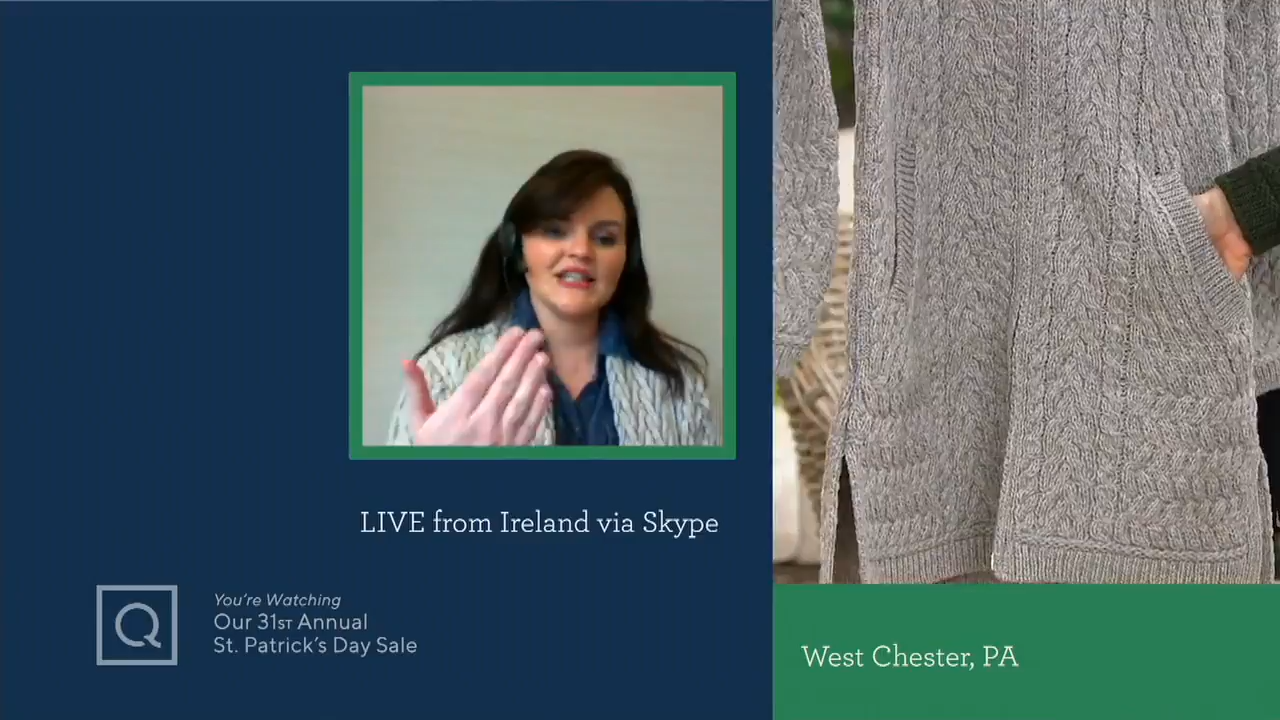 LIVE from Ireland via Skype
Q
You're Watching
Our 31ST Annual
St. Patrick's Day Sale
West Chester, PA